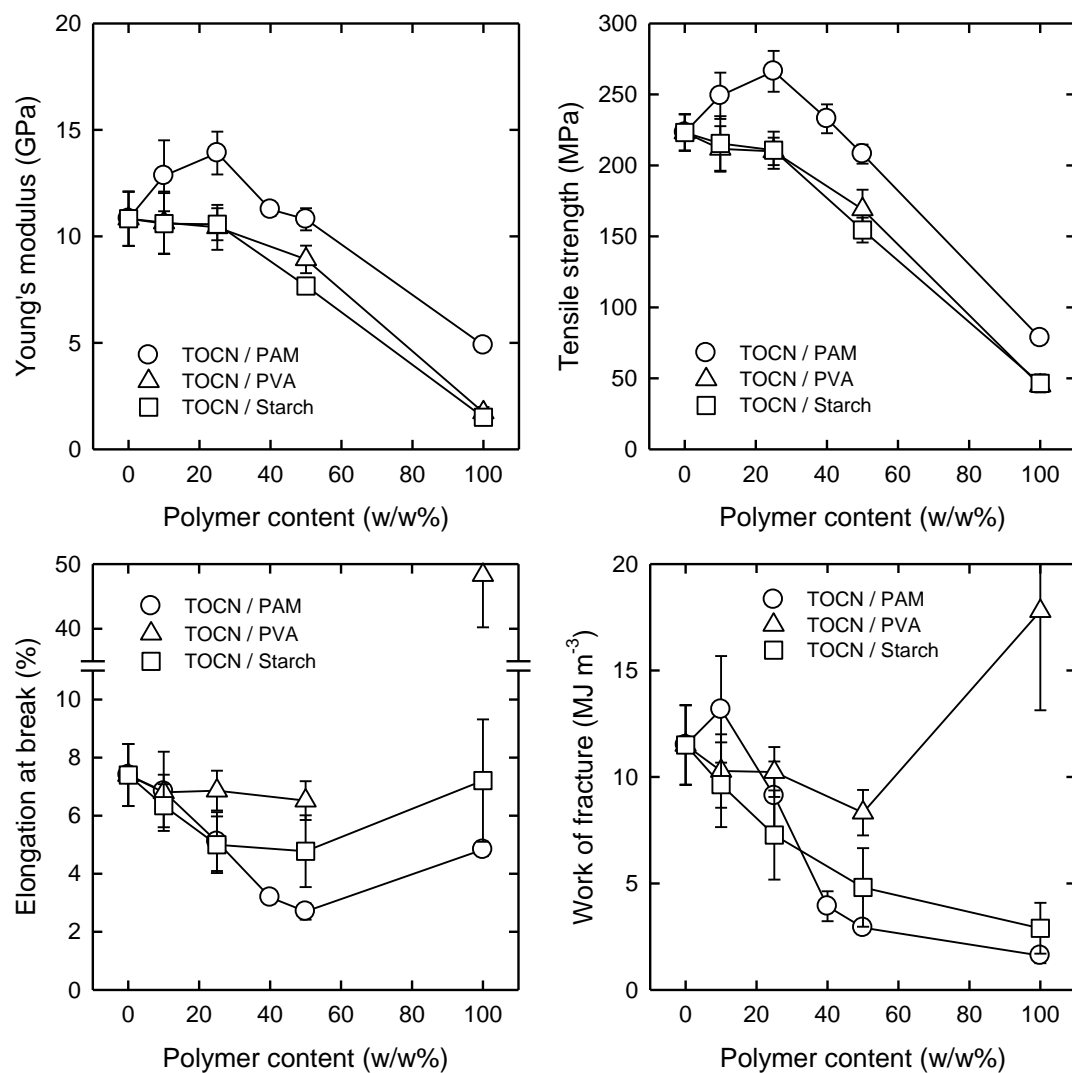 20
15
10
5
0
Young's modulus (GPa)
TOCN / PAM
TOCN / PVA
TOCN / Starch
0 20 40 60 80 100
Polymer content (w/w%)
300
250
200
150
100
50
0
Tensile strength (MPa)
TOCN / PAM
TOCN / PVA
TOCN / Starch
0 20 40 60 80 100
Polymer content (w/w%)
50
40
10
8
6
4
2
0
Elongation at break (%)
TOCN / PAM
TOCN / PVA
TOCN / Starch
0 20 40 60 80 100
Polymer content (w/w%)
20
15
10
5
0
Work of fracture (MJ m⁻³)
TOCN / PAM
TOCN / PVA
TOCN / Starch
0 20 40 60 80 100
Polymer content (w/w%)